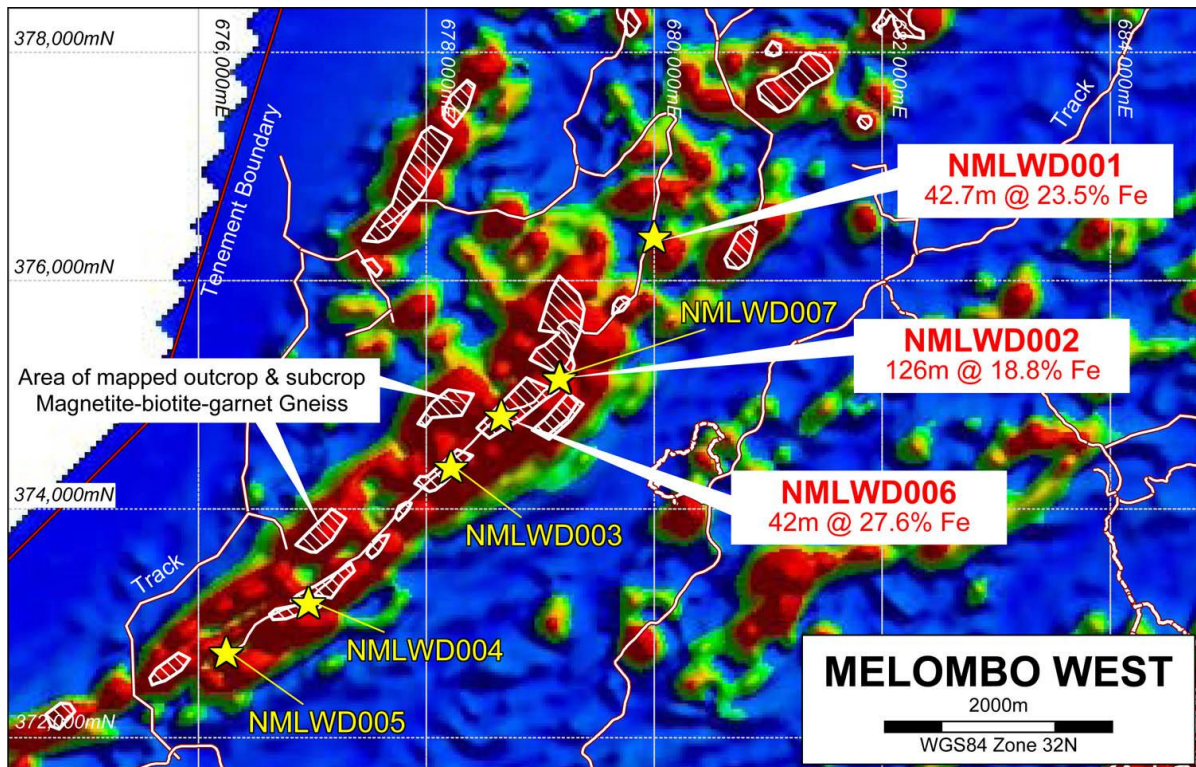 378,000mN
676,000mE
678,000mE
680,000mE
682,000mE
684,000mE
Track
Tenement Boundary
NMLWD001
42.7m @ 23.5% Fe
376,000mN
NMLWD007
NMLWD002
126m @ 18.8% Fe
Area of mapped outcrop & subcrop
Magnetite-biotite-garnet Gneiss
374,000mN
NMLWD006
42m @ 27.6% Fe
NMLWD003
Track
NMLWD004
NMLWD005
372,000mN
MELOMBO WEST
2000m
WGS84 Zone 32N